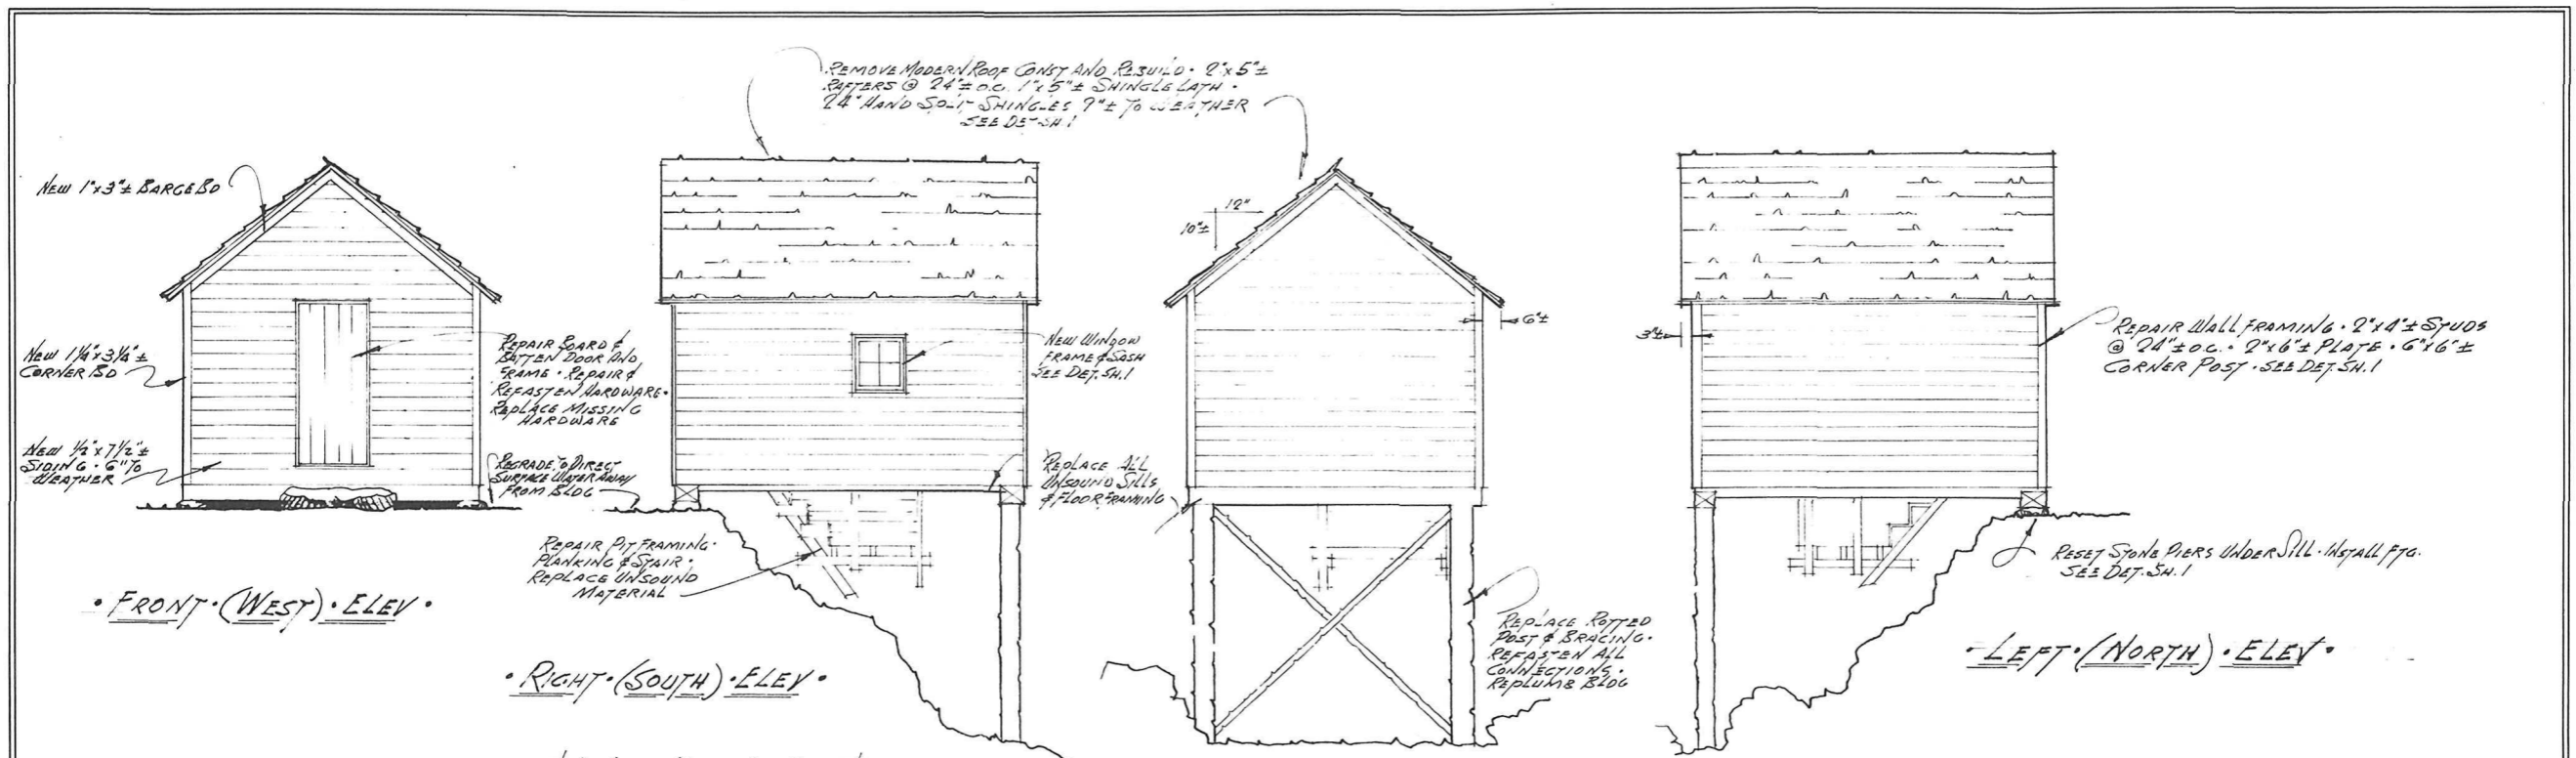 REMOVE MODERN ROOF CONST AND REBUILD · 2"x5"±
RAFTERS @ 24"± O.C. 1"x5"± SHINGLE LATH ·
24" HAND SPLIT SHINGLES 9"± TO WEATHER
SEE DET. SH. 1
NEW 1"x3"± BARGE BD
NEW 1¼"x3¼"±
CORNER BD
NEW ½"x7½"±
SIDING · 6" TO
WEATHER
REPAIR BOARD &
BATTEN DOOR AND
FRAME · REPAIR &
REFASTEN HARDWARE ·
REPLACE MISSING
HARDWARE
REGRADE TO DIRECT
SURFACE WATER AWAY
FROM BLDG
· FRONT · (WEST) · ELEV ·
NEW WINDOW
FRAME & SASH
SEE DET. SH. 1
REPLACE ALL
UNSOUND SILLS
& FLOOR FRAMING
REPAIR PIT FRAMING ·
PLANKING & STAIR ·
REPLACE UNSOUND
MATERIAL
· RIGHT · (SOUTH) · ELEV ·
12"
10"±
6"±
REPLACE ROTTED
POST & BRACING ·
REFASTEN ALL
CONNECTIONS ·
REPLUMB BLDG
3"±
REPAIR WALL FRAMING · 2"x4"± STUDS
@ 24"± O.C. · 2"x6"± PLATE · 6"x6"±
CORNER POST · SEE DET. SH. 1
RESET STONE PIERS UNDER SILL · INSTALL FTG.
SEE DET. SH. 1
· LEFT · (NORTH) · ELEV ·